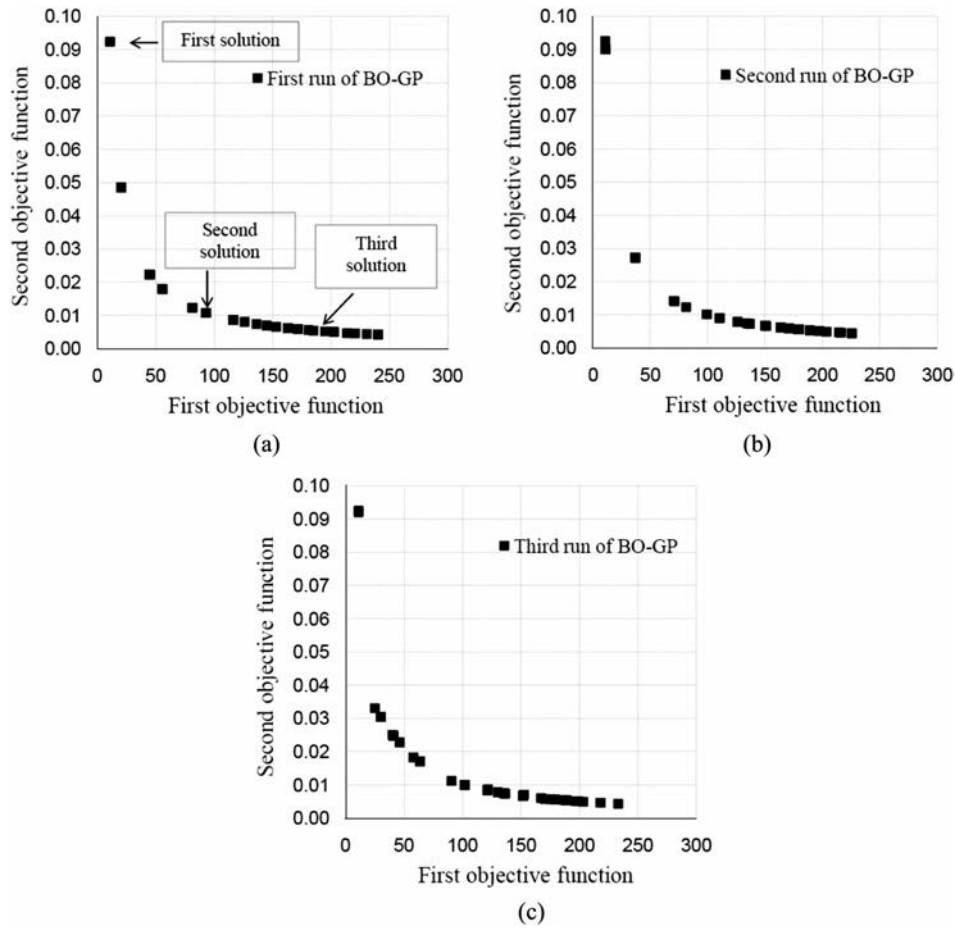 0.10
0.09
0.08
0.07
0.06
0.05
0.04
0.03
0.02
0.01
0.00
Second objective function
First solution
First run of BO-GP
Second
solution
Third
solution
0 50 100 150 200 250 300
First objective function
(a)
0.10
0.09
0.08
0.07
0.06
0.05
0.04
0.03
0.02
0.01
0.00
Second objective function
Second run of BO-GP
0 50 100 150 200 250 300
First objective function
(b)
0.10
0.09
0.08
0.07
0.06
0.05
0.04
0.03
0.02
0.01
0.00
Second objective function
Third run of BO-GP
0 50 100 150 200 250 300
First objective function
(c)